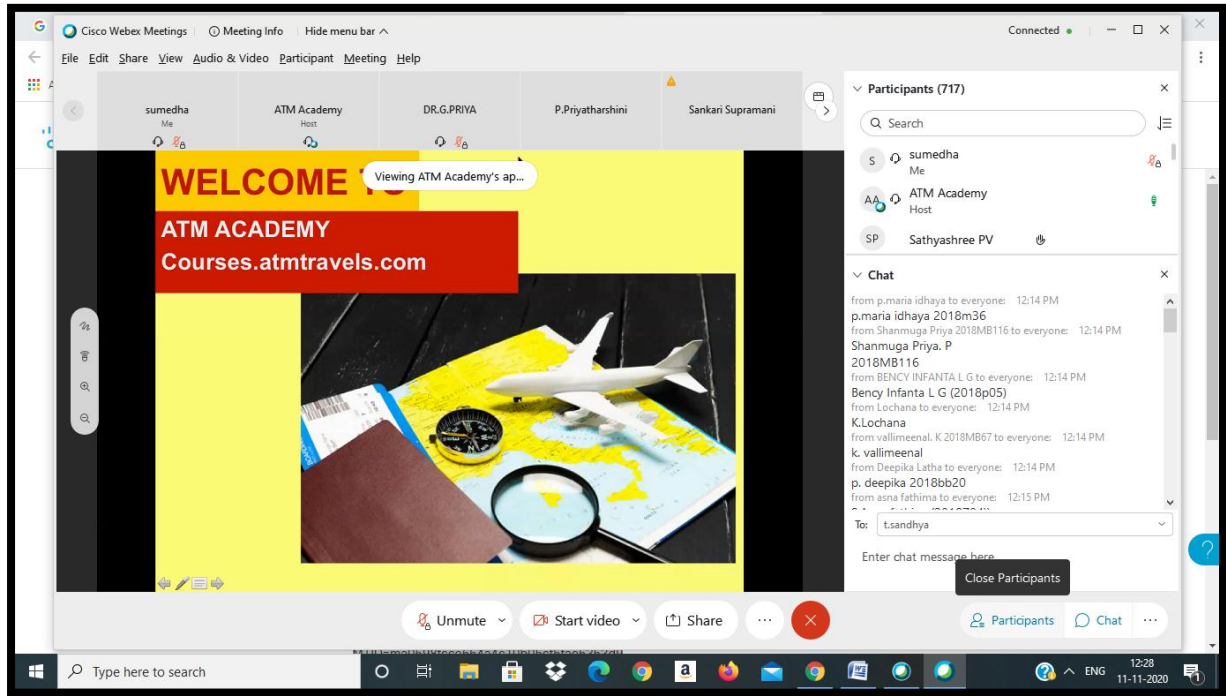 G
Cisco Webex Meetings
Meeting Info
Hide menu bar
Connected
File Edit Share View Audio & Video Participant Meeting Help
sumedha
Me
ATM Academy
Host
DR.G.PRIYA
P.Priyatharshini
Sankari Supramani
Viewing ATM Academy's ap...
WELCOME
ATM ACADEMY
Courses.atmtravels.com
Participants (717)
Search
S
sumedha
Me
AA
ATM Academy
Host
SP
Sathyashree PV
Chat
from p.maria idhaya to everyone: 12:14 PM
p.maria idhaya 2018m36
from Shanmuga Priya 2018MB116 to everyone: 12:14 PM
Shanmuga Priya. P
2018MB116
from BENCY INFANTA L G to everyone: 12:14 PM
Bency Infanta L G (2018p05)
from Lochana to everyone: 12:14 PM
K.Lochana
from vallimeenal. K 2018MB67 to everyone: 12:14 PM
k. vallimeenal
from Deepika Latha to everyone: 12:14 PM
p. deepika 2018bb20
from asna fathima to everyone: 12:15 PM
To: t.sandhya
Enter chat message here
Close Participants
Unmute
Start video
Share
Participants
Chat
Type here to search
ENG
12:28
11-11-2020